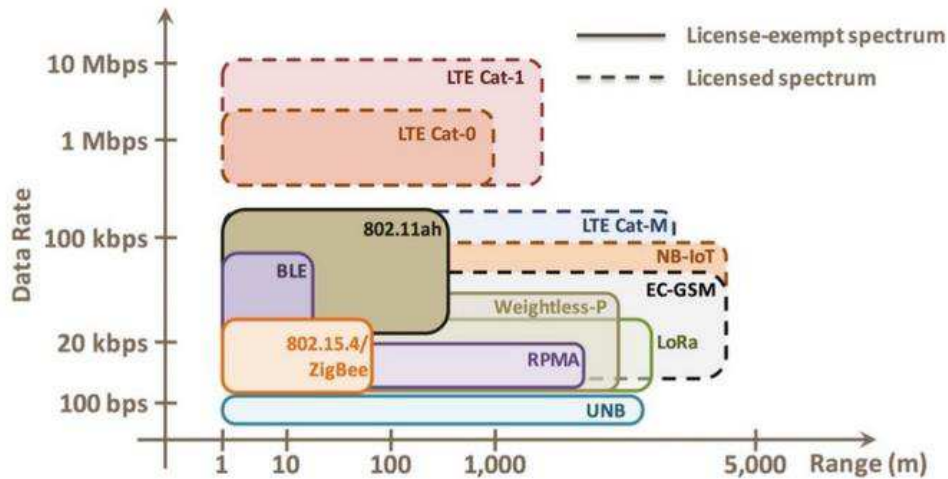 License-exempt spectrum
Licensed spectrum
Data Rate
10 Mbps
1 Mbps
100 kbps
20 kbps
100 bps
LTE Cat-1
LTE Cat-0
802.11ah
LTE Cat-M
NB-IoT
BLE
EC-GSM
Weightless-P
802.15.4/
ZigBee
RPMA
LoRa
UNB
1
10
100
1,000
5,000
Range (m)